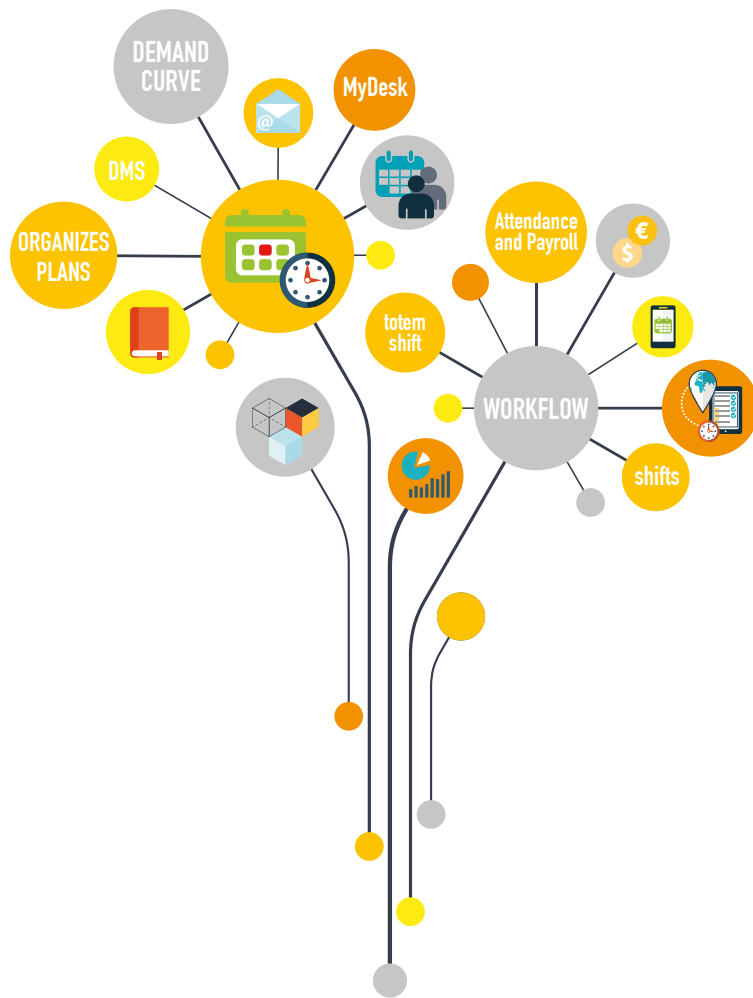 DEMAND
CURVE
MyDesk
@
DMS
ORGANIZES
PLANS
Attendance
and Payroll
€
$
totem
shift
WORKFLOW
shifts